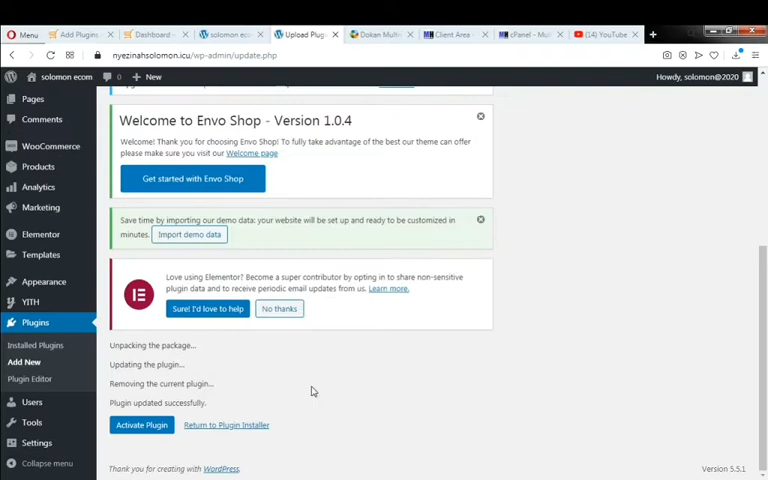 Menu
Add Plugins
Dashboard -
solomon ecom
Upload Plug
Dokan Multi
Client Area -
cPanel - Mu
(14) YouTube
nyezinahsolomon.icu/wp-admin/update.php
solomon ecom
0
+ New
Howdy, solomon@2020
Pages
Comments
WooCommerce
Products
Analytics
Marketing
Elementor
Templates
Appearance
YITH
Plugins
Installed Plugins
Add New
Plugin Editor
Users
Tools
Settings
Collapse menu
Welcome to Envo Shop - Version 1.0.4
Welcome! Thank you for choosing Envo Shop! To fully take advantage of the best our theme can offer
please make sure you visit our Welcome page
Get started with Envo Shop
Save time by importing our demo data: your website will be set up and ready to be customized in
minutes. Import demo data
Love using Elementor? Become a super contributor by opting in to share non-sensitive
plugin data and to receive periodic email updates from us. Learn more.
Sure! I'd love to help
No thanks
Unpacking the package...
Updating the plugin...
Removing the current plugin...
Plugin updated successfully.
Activate Plugin
Return to Plugin Installer
Thank you for creating with WordPress.
Version 5.5.1